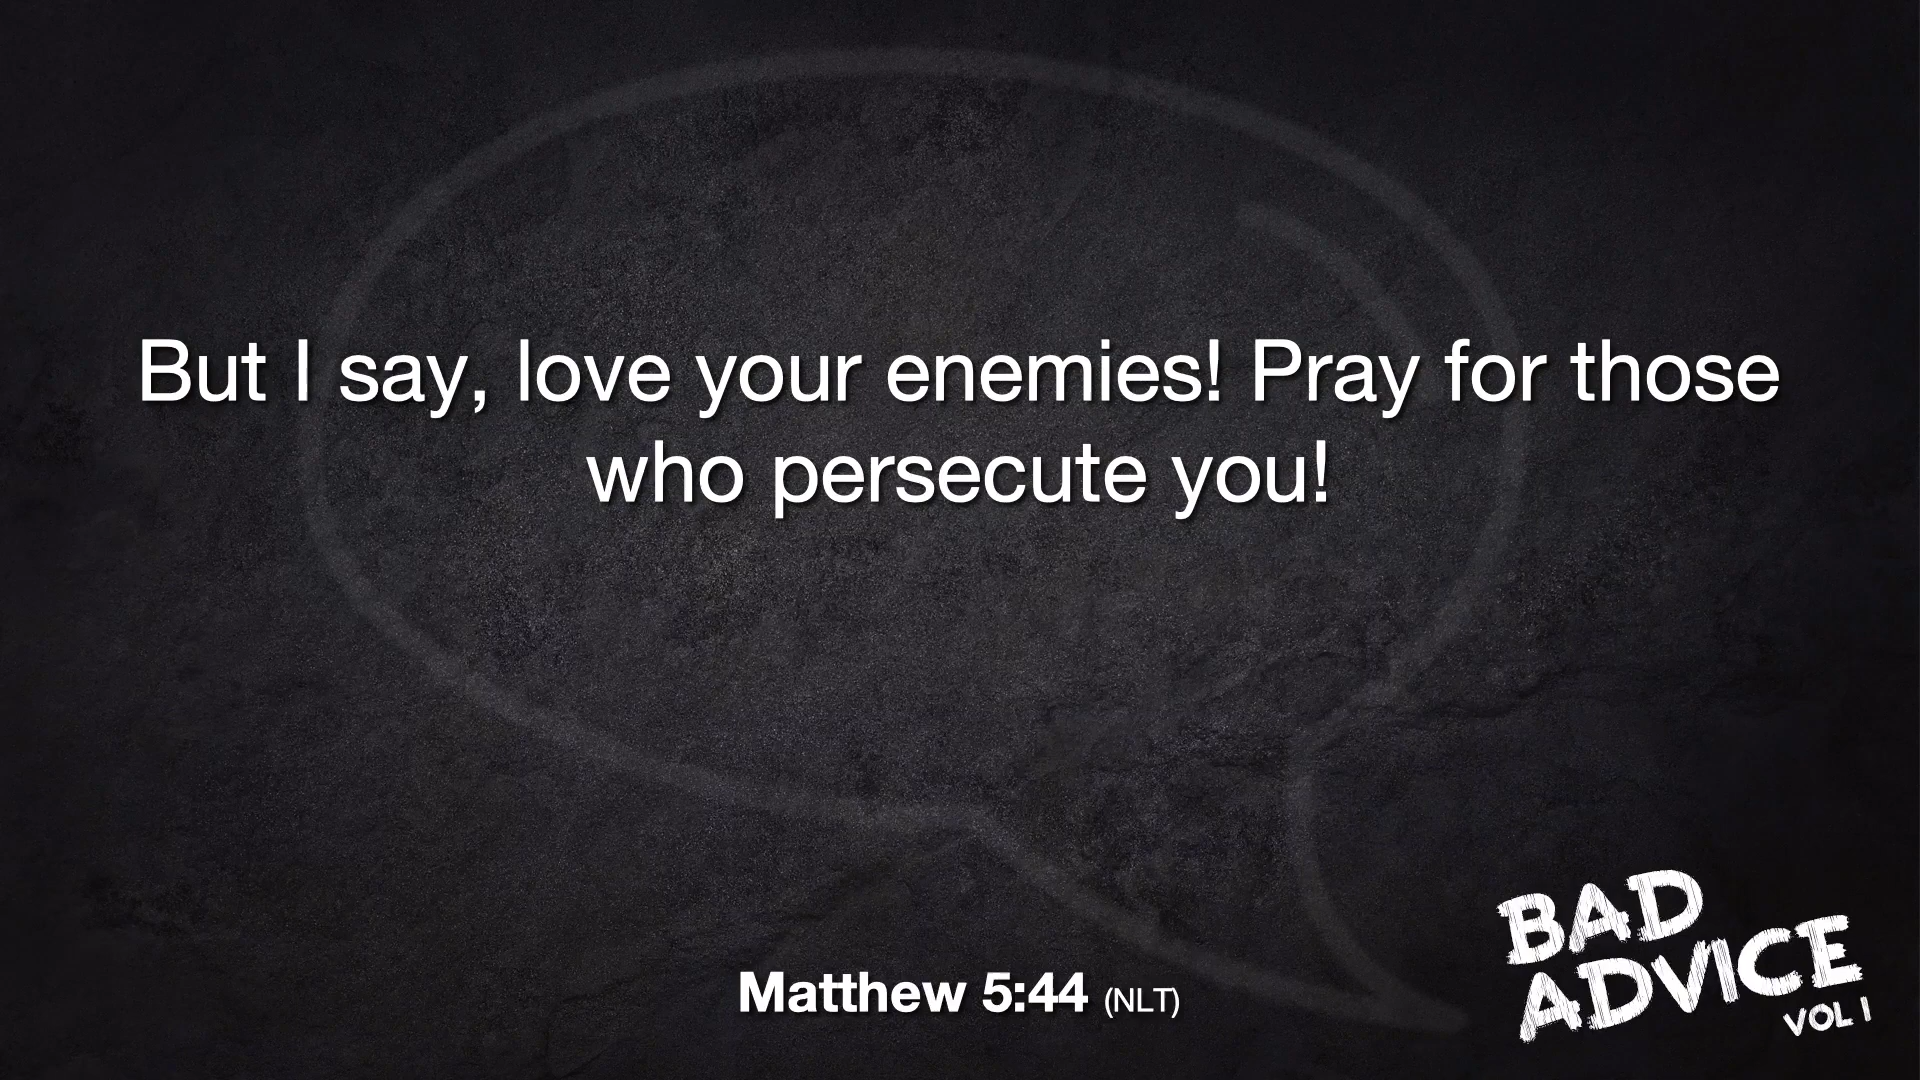 But I say, love your enemies! Pray for those
who persecute you!
Matthew 5:44 (NLT)
BAD
ADVICE
VOL I